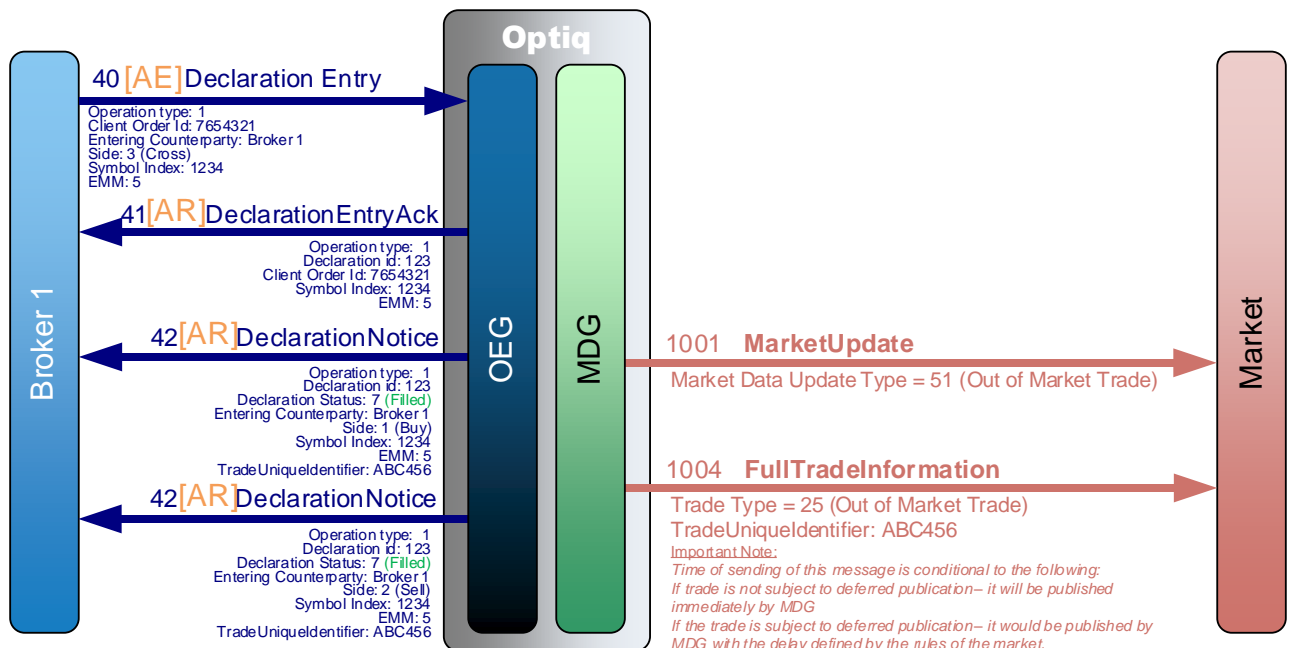 Optiq
Broker 1
OEG
MDG
Market
40 [AE] Declaration Entry
Operation type: 1
Client Order Id: 7654321
Entering Counterparty: Broker 1
Side: 3 (Cross)
Symbol Index: 1234
EMM: 5
41[AR]DeclarationEntryAck
Operation type: 1
Declaration id: 123
Client Order Id: 7654321
Symbol Index: 1234
EMM: 5
42[AR]DeclarationNotice
Operation type: 1
Declaration id: 123
Declaration Status: 7 (Filled)
Entering Counterparty: Broker 1
Side: 1 (Buy)
Symbol Index: 1234
EMM: 5
TradeUniqueIdentifier: ABC456
42[AR]DeclarationNotice
Operation type: 1
Declaration id: 123
Declaration Status: 7 (Filled)
Entering Counterparty: Broker 1
Side: 2 (Sell)
Symbol Index: 1234
EMM: 5
TradeUniqueIdentifier: ABC456
1001 MarketUpdate
Market Data Update Type = 51 (Out of Market Trade)
1004 FullTradeInformation
Trade Type = 25 (Out of Market Trade)
TradeUniqueIdentifier: ABC456
Important Note:
Time of sending of this message is conditional to the following:
If trade is not subject to deferred publication– it will be published
immediately by MDG
If the trade is subject to deferred publication– it would be published by
MDG with the delay defined by the rules of the market.